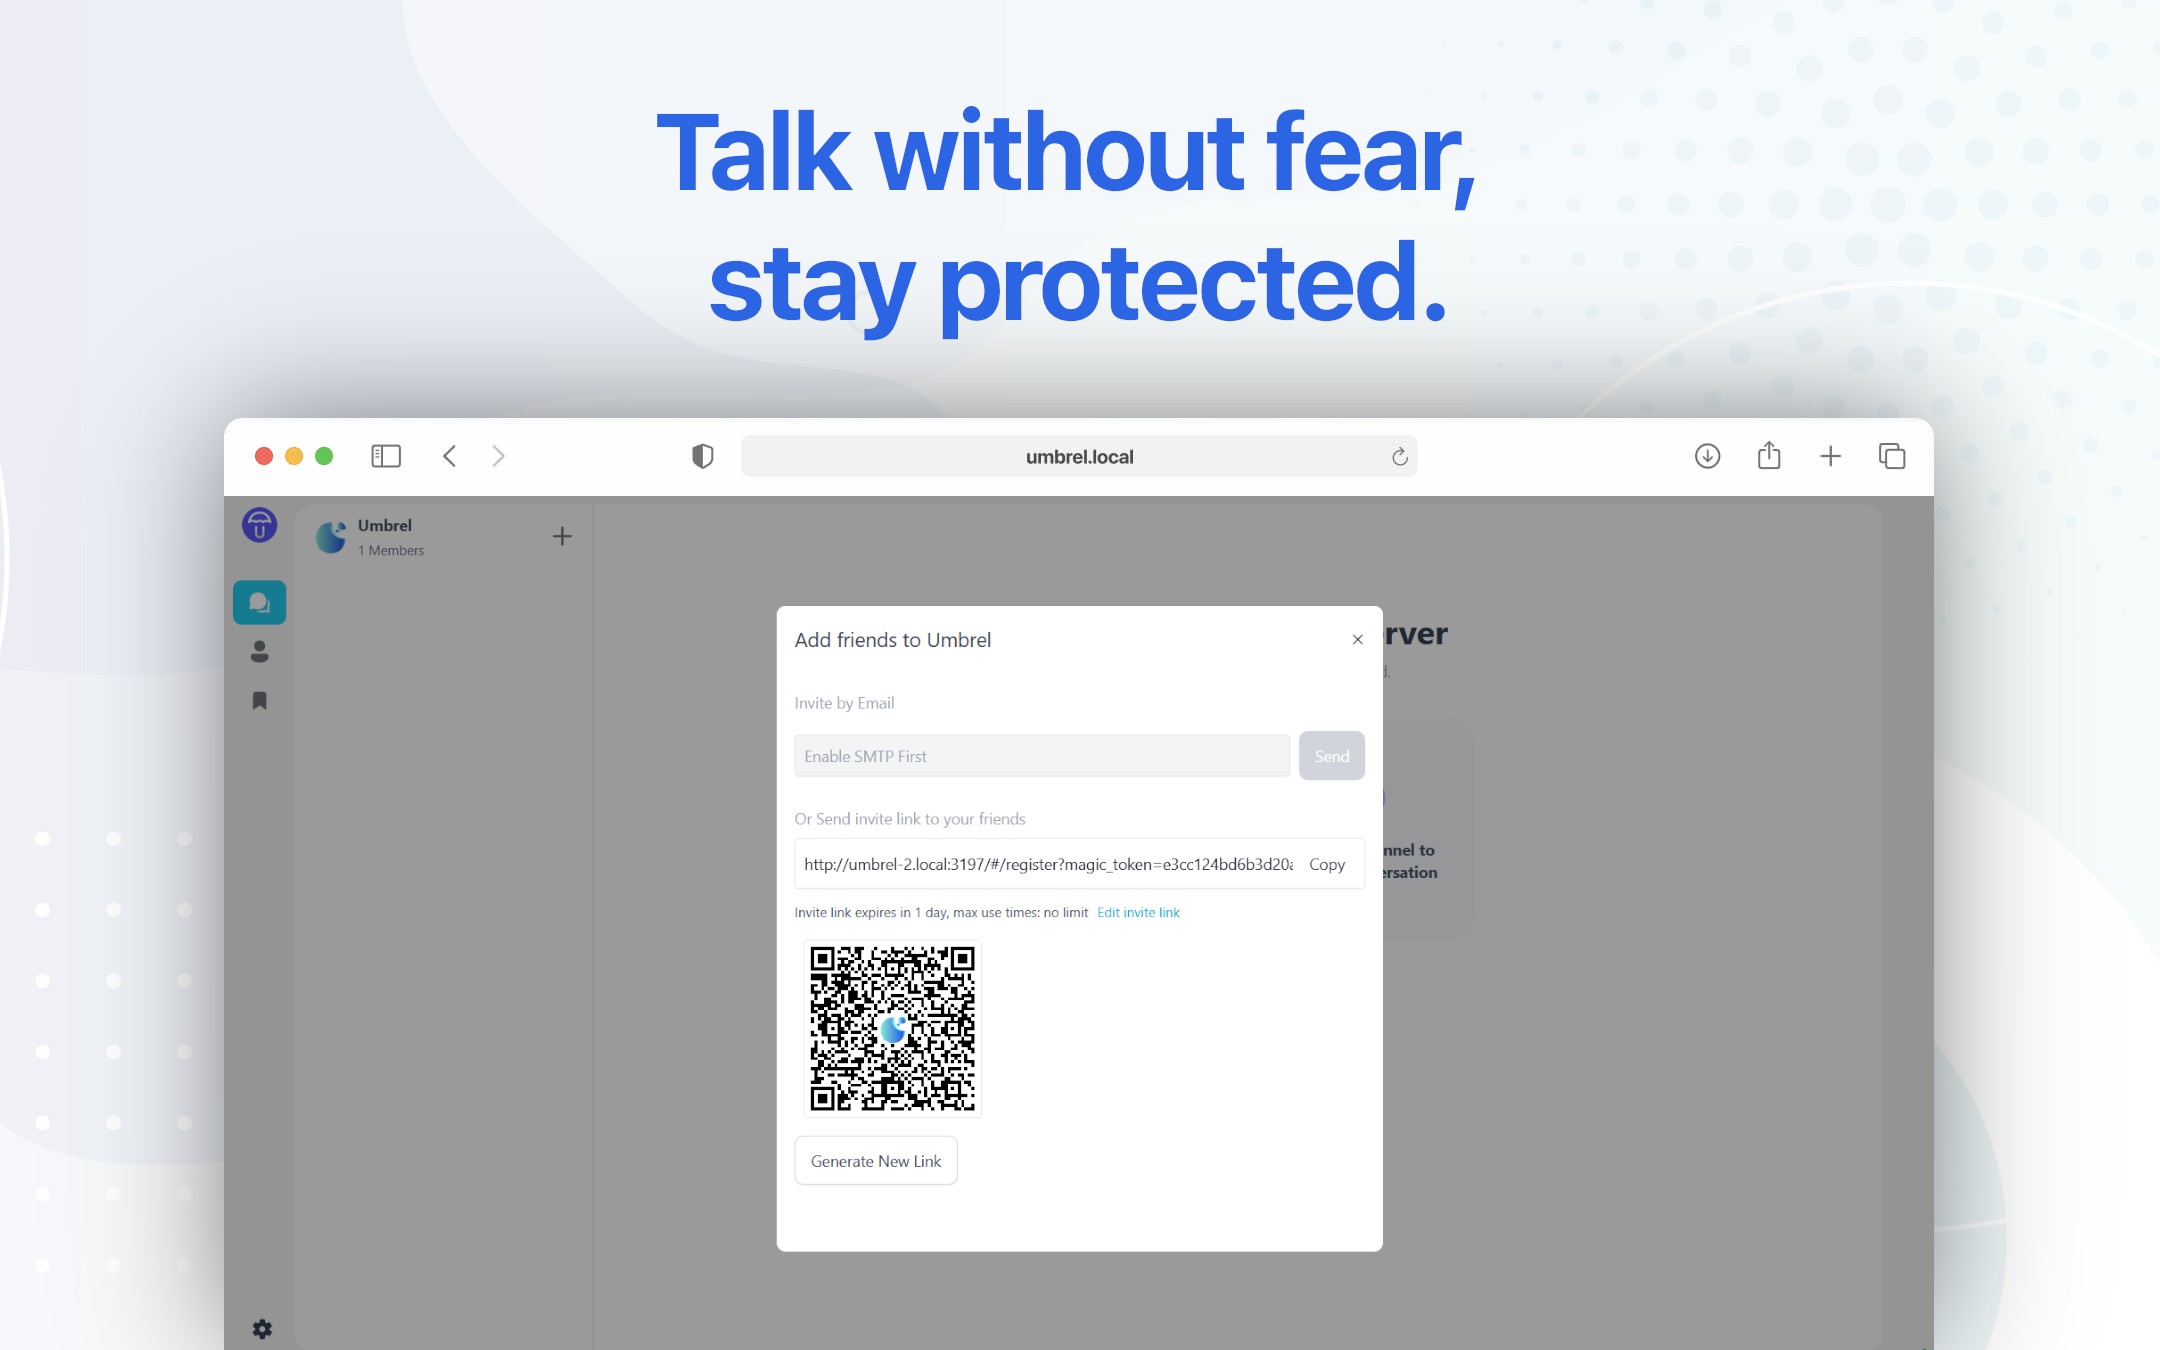 Talk without fear,
stay protected.
umbrel.local
Umbrel
1 Members
Add friends to Umbrel
Invite by Email
Enable SMTP First
Send
Or Send invite link to your friends
http://umbrel-2.local:3197/#/register?magic_token=e3cc124bd6b3d20a
Copy
Invite link expires in 1 day, max use times: no limit Edit invite link
Generate New Link
rver
d.
nnel to
ersation